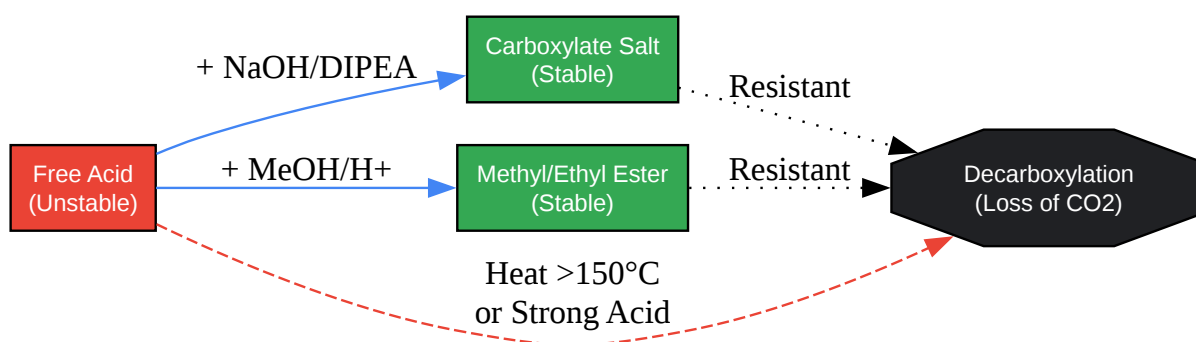 Carboxylate Salt
(Stable)
+ NaOH/DIPEA
Resistant
Free Acid
(Unstable)
+ MeOH/H+
Methyl/Ethyl Ester
(Stable)
Resistant
Decarboxylation
(Loss of CO2)
Heat >150°C
or Strong Acid